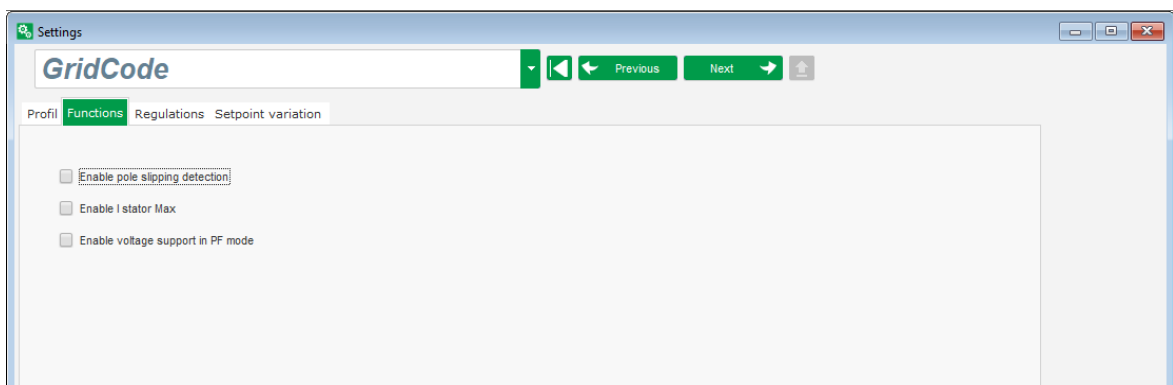 Settings
GridCode
Previous Next
Profil Functions Regulations Setpoint variation
Enable pole slipping detection
Enable I stator Max
Enable voltage support in PF mode